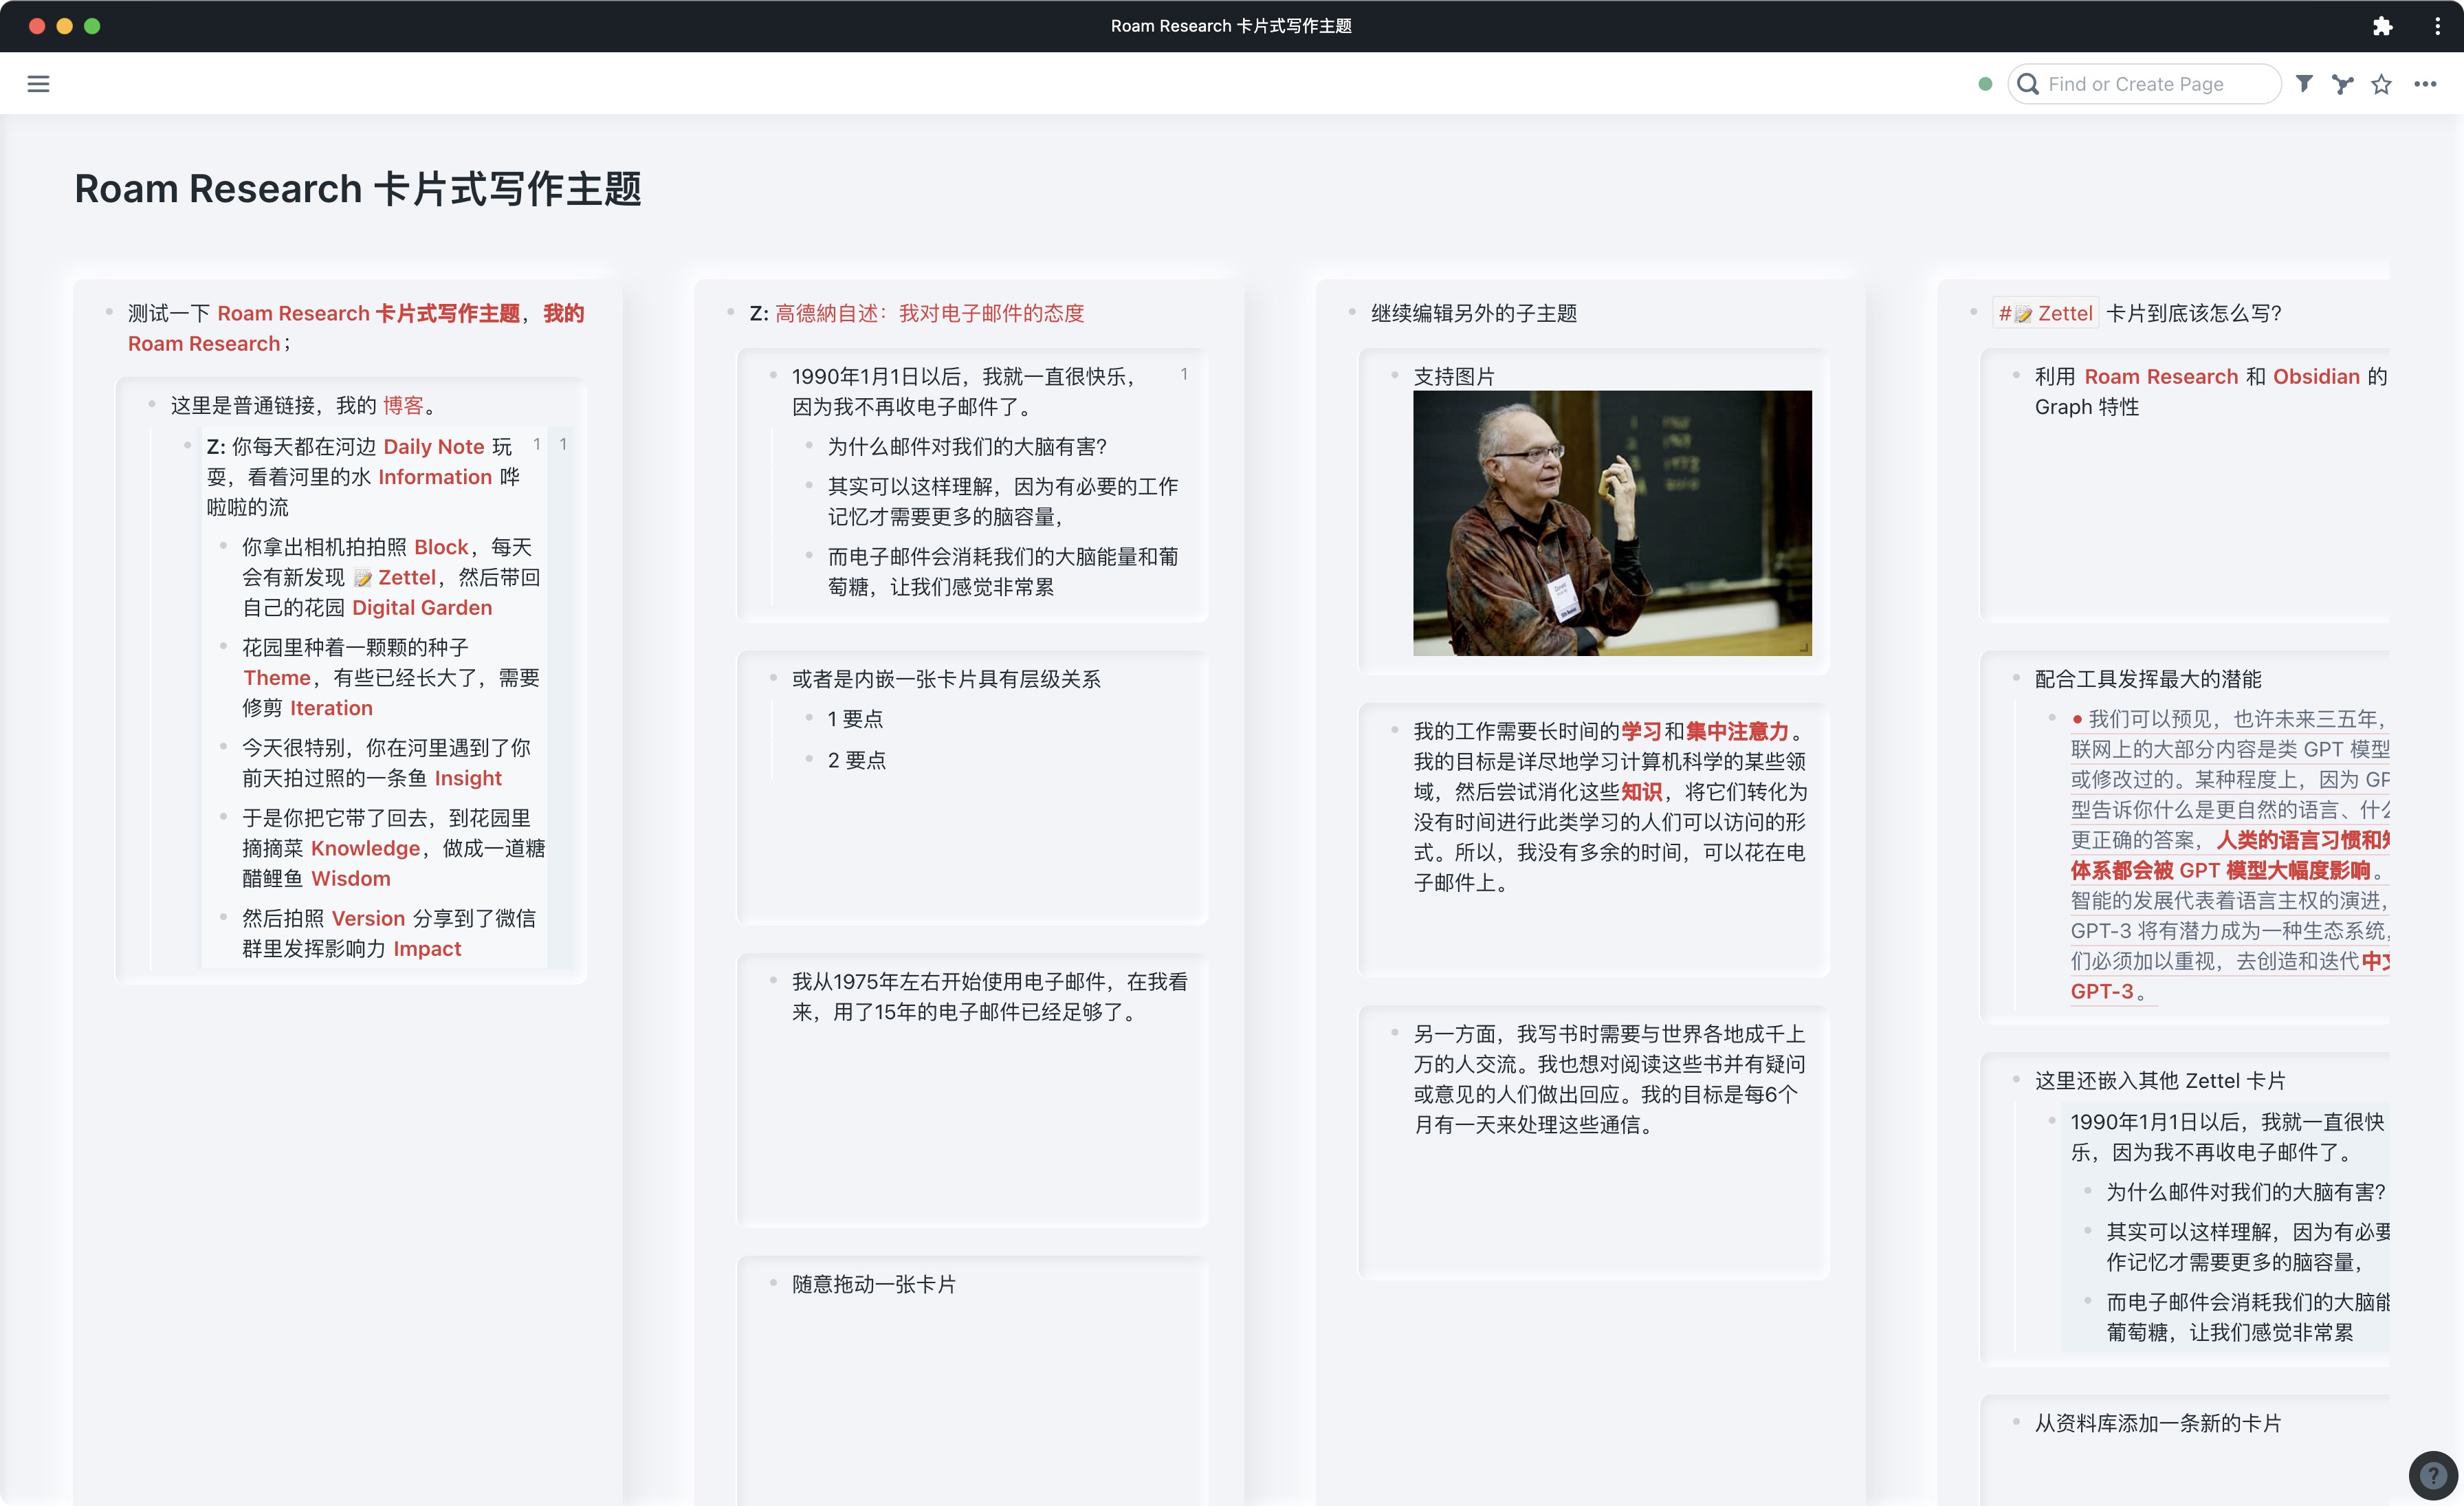 Roam Research 卡片式写作主题
Find or Create Page
Roam Research 卡片式写作主题
测试一下 Roam Research 卡片式写作主题，我的
Roam Research；
这里是普通链接，我的 博客。
Z: 你每天都在河边 Daily Note 玩 1 1
耍，看着河里的水 Information 哗
啦啦的流
你拿出相机拍拍照 Block，每天
会有新发现 📝 Zettel，然后带回
自己的花园 Digital Garden
花园里种着一颗颗的种子
Theme，有些已经长大了，需要
修剪 Iteration
今天很特别，你在河里遇到了你
前天拍过照的一条鱼 Insight
于是你把它带了回去，到花园里
摘摘菜 Knowledge，做成一道糖
醋鲤鱼 Wisdom
然后拍照 Version 分享到了微信
群里发挥影响力 Impact
Z: 高德納自述：我对电子邮件的态度
1990年1月1日以后，我就一直很快乐， 1
因为我不再收电子邮件了。
为什么邮件对我们的大脑有害？
其实可以这样理解，因为有必要的工作
记忆才需要更多的脑容量，
而电子邮件会消耗我们的大脑能量和葡
萄糖，让我们感觉非常累
或者是内嵌一张卡片具有层级关系
1 要点
2 要点
我从1975年左右开始使用电子邮件，在我看
来，用了15年的电子邮件已经足够了。
随意拖动一张卡片
继续编辑另外的子主题
支持图片
我的工作需要长时间的学习和集中注意力。
我的目标是详尽地学习计算机科学的某些领
域，然后尝试消化这些知识，将它们转化为
没有时间进行此类学习的人们可以访问的形
式。所以，我没有多余的时间，可以花在电
子邮件上。
另一方面，我写书时需要与世界各地成千上
万的人交流。我也想对阅读这些书并有疑问
或意见的人们做出回应。我的目标是每6个
月有一天来处理这些通信。
#📝 Zettel 卡片到底该怎么写？
利用 Roam Research 和 Obsidian 的
Graph 特性
配合工具发挥最大的潜能
我们可以预见，也许未来三五年，
联网上的大部分内容是类 GPT 模型
或修改过的。某种程度上，因为 GP
型告诉你什么是更自然的语言、什
更正确的答案，人类的语言习惯和
体系都会被 GPT 模型大幅度影响。
智能的发展代表着语言主权的演进，
GPT-3 将有潜力成为一种生态系统，
们必须加以重视，去创造和迭代中
GPT-3。
这里还嵌入其他 Zettel 卡片
1990年1月1日以后，我就一直很快
乐，因为我不再收电子邮件了。
为什么邮件对我们的大脑有害？
其实可以这样理解，因为有必要
作记忆才需要更多的脑容量，
而电子邮件会消耗我们的大脑能
葡萄糖，让我们感觉非常累
从资料库添加一条新的卡片
?